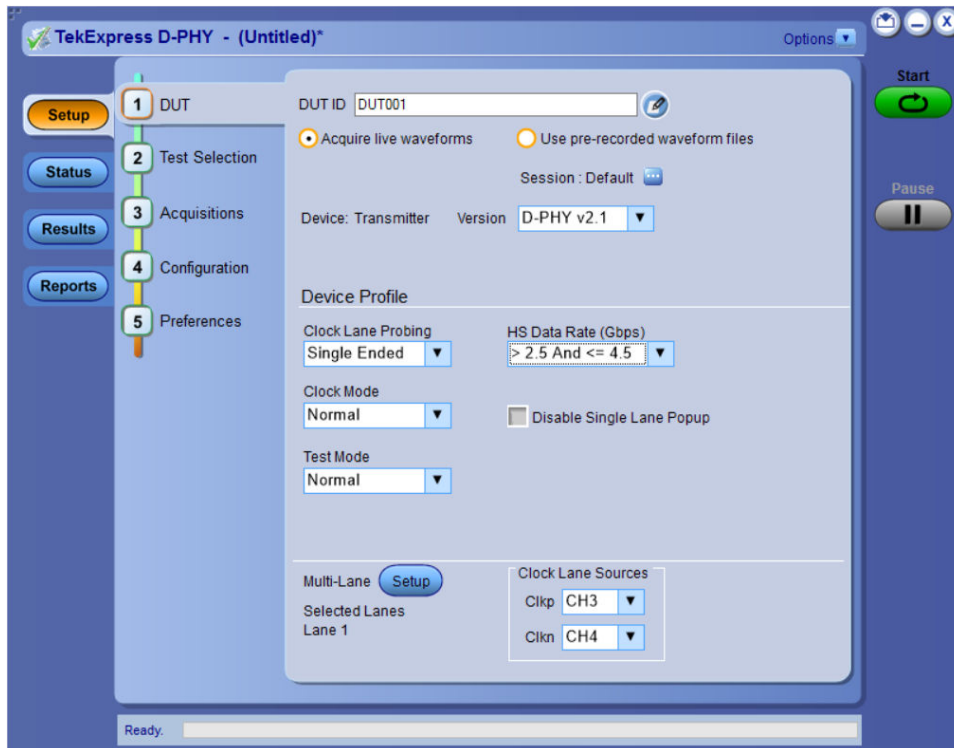 TekExpress D-PHY - (Untitled)*
Options
Start
Pause
Setup
Status
Results
Reports
1 DUT
2 Test Selection
3 Acquisitions
4 Configuration
5 Preferences
DUT ID DUT001
Acquire live waveforms
Use pre-recorded waveform files
Session : Default
Device: Transmitter Version D-PHY v2.1
Device Profile
Clock Lane Probing
Single Ended
HS Data Rate (Gbps)
> 2.5 And <= 4.5
Clock Mode
Normal
Disable Single Lane Popup
Test Mode
Normal
Multi-Lane Setup
Selected Lanes
Lane 1
Clock Lane Sources
Clkp CH3
Clkn CH4
Ready.